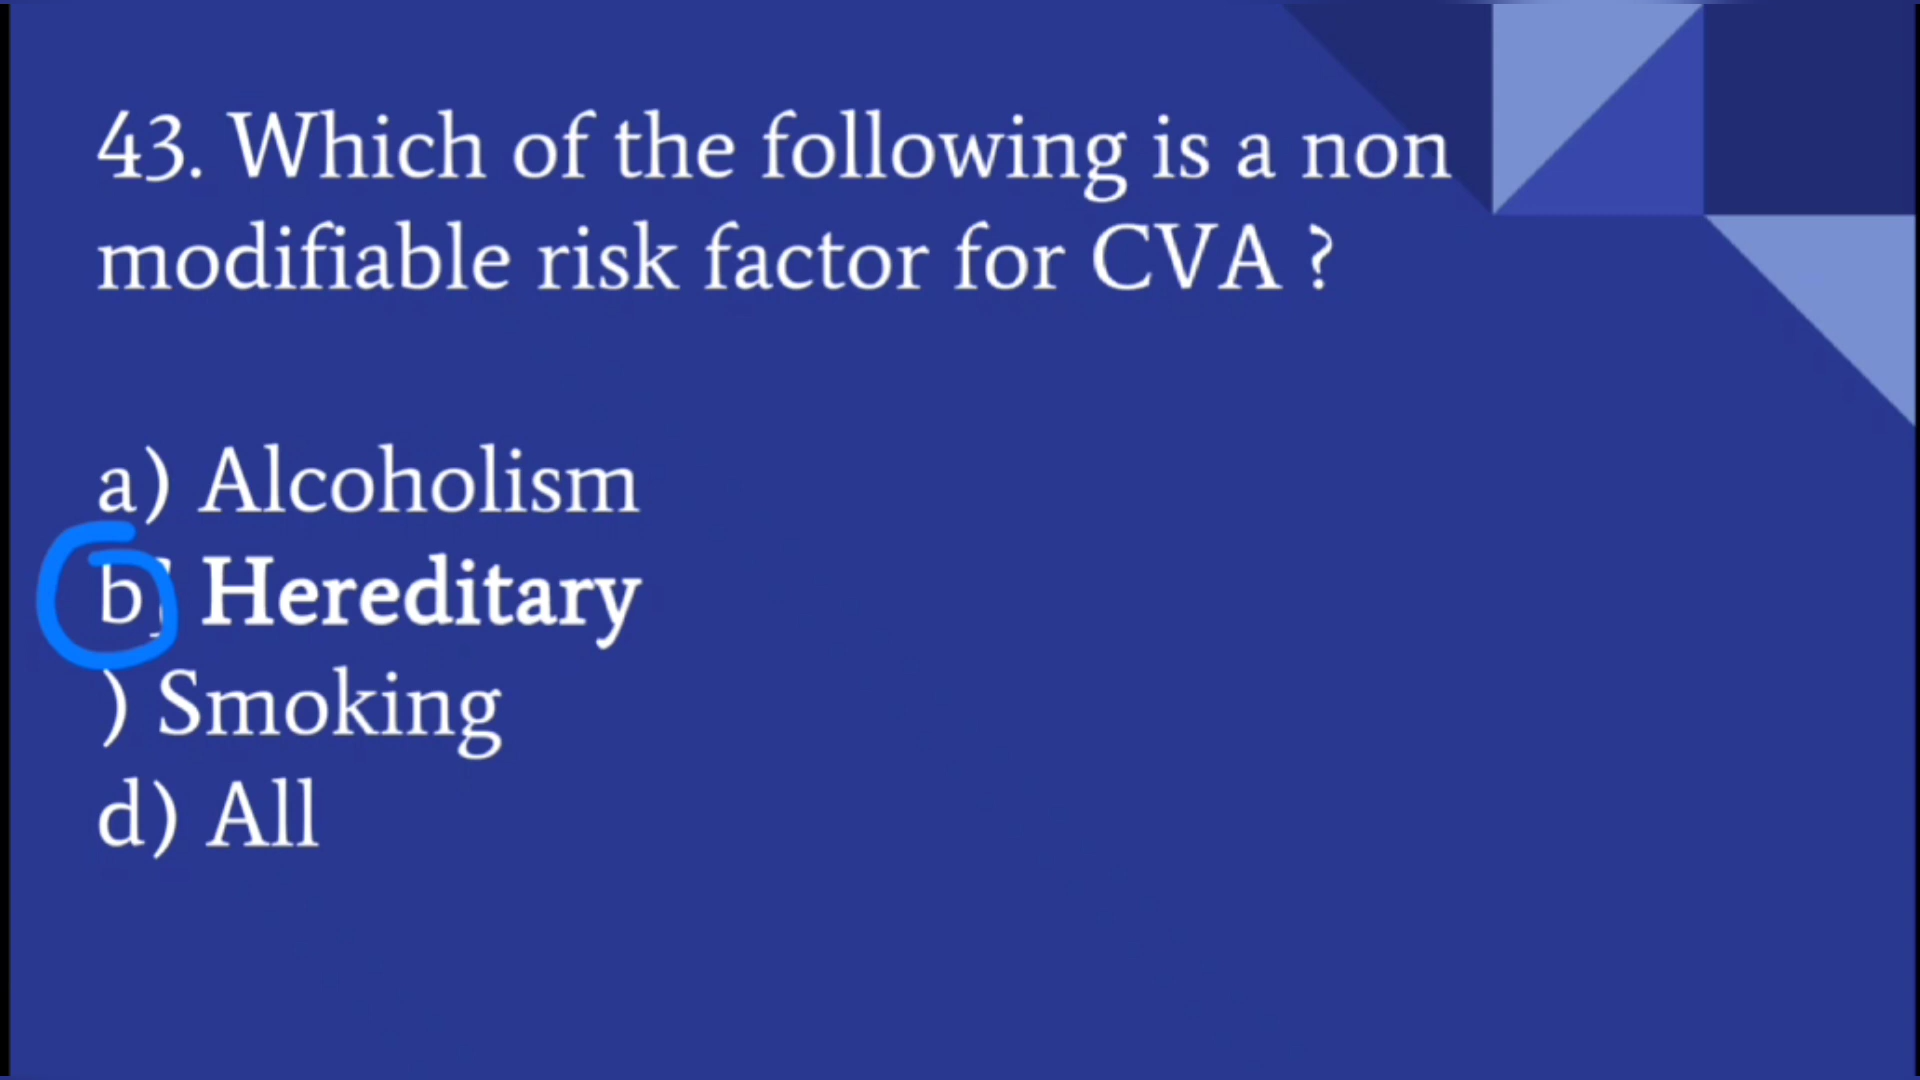 43. Which of the following is a non
modifiable risk factor for CVA ?
a) Alcoholism
b) Hereditary
) Smoking
d) All